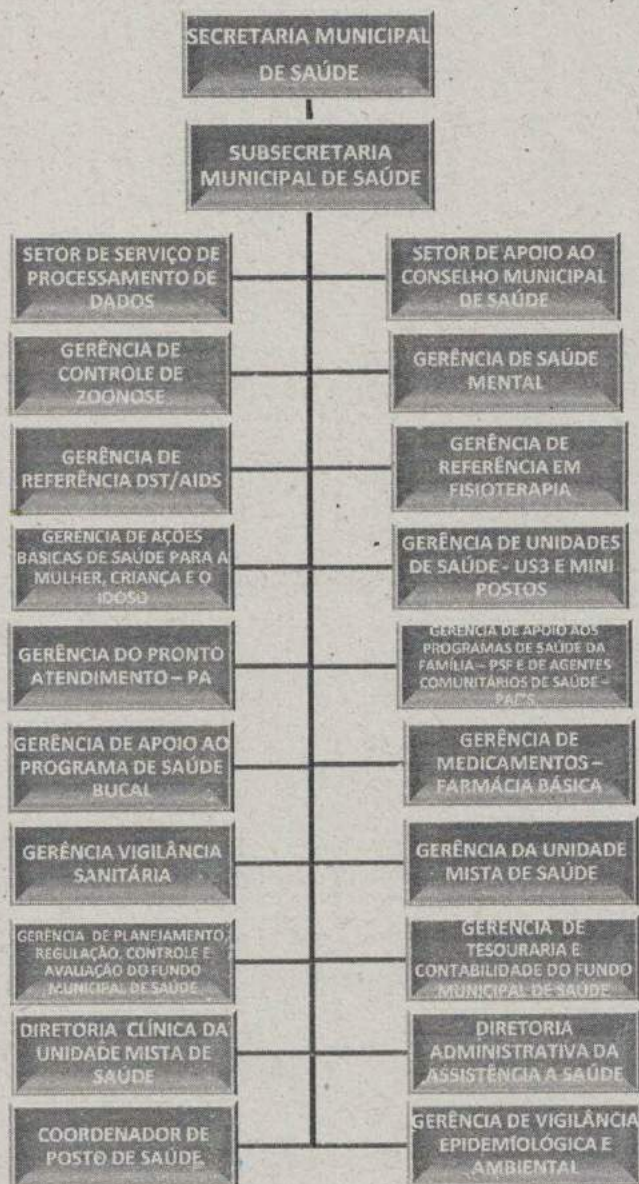 SECRETARIA MUNICIPAL
DE SAÚDE
SUBSECRETARIA
MUNICIPAL DE SAÚDE
SETOR DE SERVIÇO DE
PROCESSAMENTO DE
DADOS
SETOR DE APOIO AO
CONSELHO MUNICIPAL
DE SAÚDE
GERÊNCIA DE
CONTROLE DE
ZOONOSE
GERÊNCIA DE SAÚDE
MENTAL
GERÊNCIA DE
REFERÊNCIA DST/AIDS
GERÊNCIA DE
REFERÊNCIA EM
FISIOTERAPIA
GERÊNCIA DE AÇÕES
BASICAS DE SAÚDE PARA A
MULHER, CRIANÇA E O
IDOSO
GERÊNCIA DE UNIDADES
DE SAÚDE - US3 E MINI
POSTOS
GERÊNCIA DO PRONTO
ATENDIMENTO – PA
GERÊNCIA DE APOIO AOS
PROGRAMAS DE SAÚDE DA
FAMÍLIA – PSF E DE AGENTES
COMUNITÁRIOS DE SAÚDE –
GERÊNCIA DE APOIO AO
PROGRAMA DE SAÚDE
BUCAL
GERÊNCIA DE
MEDICAMENTOS –
FARMÁCIA BÁSICA
GERÊNCIA VIGILÂNCIA
SANITÁRIA
GERÊNCIA DA UNIDADE
MISTA DE SAÚDE
GERÊNCIA DE PLANEJAMENTO,
REGULAÇÃO, CONTROLE E
AVALIAÇÃO DO FUNDO
MUNICIPAL DE SAÚDE
GERÊNCIA DE
TESOURARIA E
CONTABILIDADE DO FUNDO
MUNICIPAL DE SAÚDE
DIRETORIA CLÍNICA DA
UNIDADE MISTA DE
SAÚDE
DIRETORIA
ADMINISTRATIVA DA
ASSISTÊNCIA A SAÚDE
COORDENADOR DE
POSTO DE SAÚDE
GERÊNCIA DE VIGILÂNCIA
EPIDEMIOLÓGICA E
AMBIENTAL